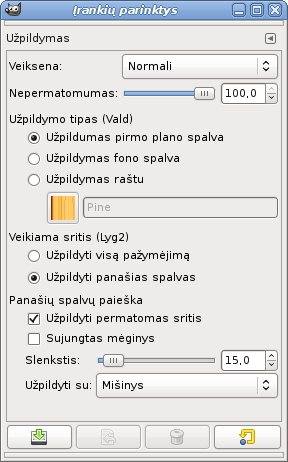 Įrankių parinktys
Užpildymas
Veiksena: Normali
Nepermatomumas: 100,0
Užpildymo tipas (Vald)
Užpildumas pirmo plano spalva
Užpildymas fono spalva
Užpildymas raštu
Pine
Veikiama sritis (Lyg2)
Užpildyti visą pažymėjimą
Užpildyti panašias spalvas
Panašių spalvų paieška
Užpildyti permatomas sritis
Sujungtas mėginys
Slenkstis: 15,0
Užpildyti su: Mišinys